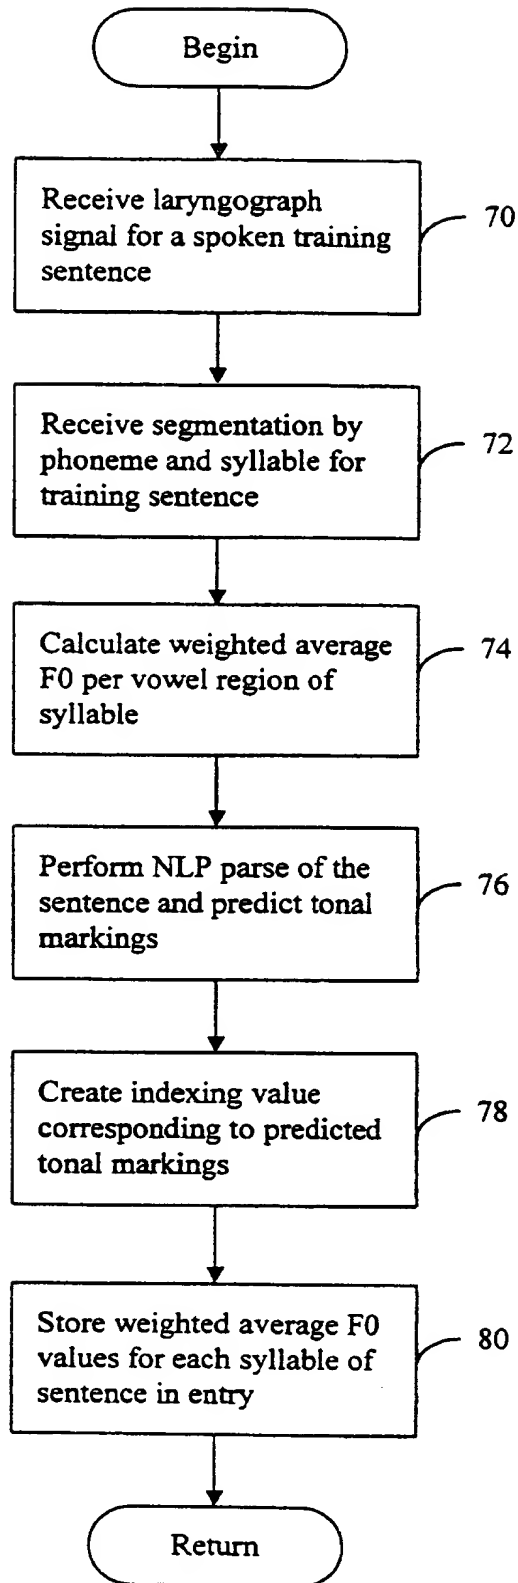 Begin
Receive laryngograph
signal for a spoken training
sentence
70
Receive segmentation by
phoneme and syllable for
training sentence
72
Calculate weighted average
F0 per vowel region of
syllable
74
Perform NLP parse of the
sentence and predict tonal
markings
76
Create indexing value
corresponding to predicted
tonal markings
78
Store weighted average F0
values for each syllable of
sentence in entry
80
Return